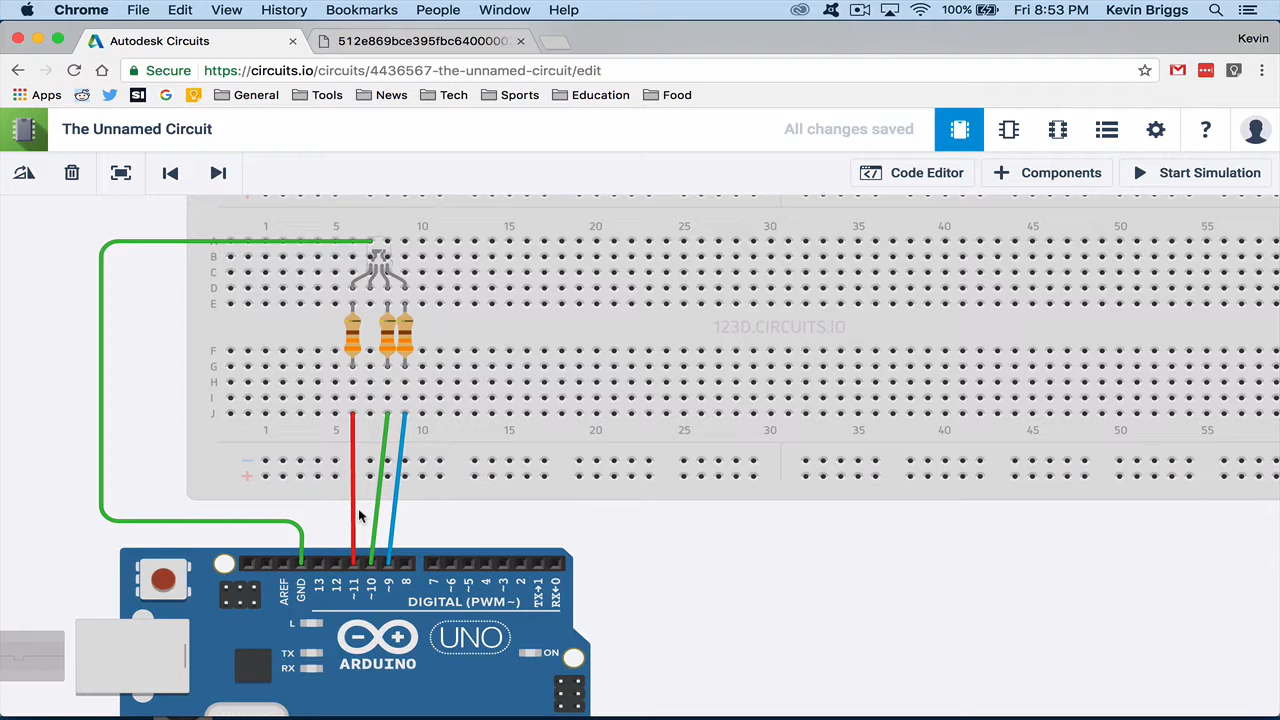 Chrome File Edit View History Bookmarks People Window Help 100% Fri 8:53 PM Kevin Briggs
Autodesk Circuits × 512e869bce395fbc6400000 × Kevin
Secure https://circuits.io/circuits/4436567-the-unnamed-circuit/edit
Apps General Tools News Tech Sports Education Food
The Unnamed Circuit All changes saved ?
Code Editor + Components Start Simulation
1 5 10 15 20 25 30 35 40 45 50 55
A
B
C
D
E
123D.CIRCUITS.IO
F
G
H
I
J
1 5 10 15 20 25 30 35 40 45 50 55
−
+
AREF GND 13 12 ~11 ~10 ~9 8 7 ~6 ~5 4 ~3 2 TX→1 RX←0
DIGITAL (PWM~)
L
UNO
TX ON
ARDUINO
RX